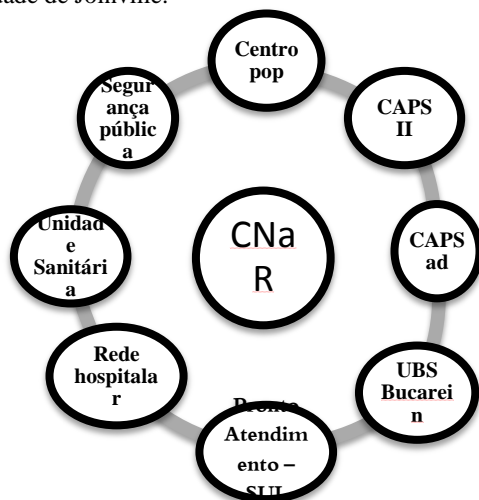 dade de Joinville.
Centro
pop
CAPS
II
CAPS
ad
UBS
Bucarei
n
Pronto
Atendim
ento –
SUL
Rede
hospitala
r
Unidad
e
Sanitári
a
Segur
ança
públic
a
CNa
R